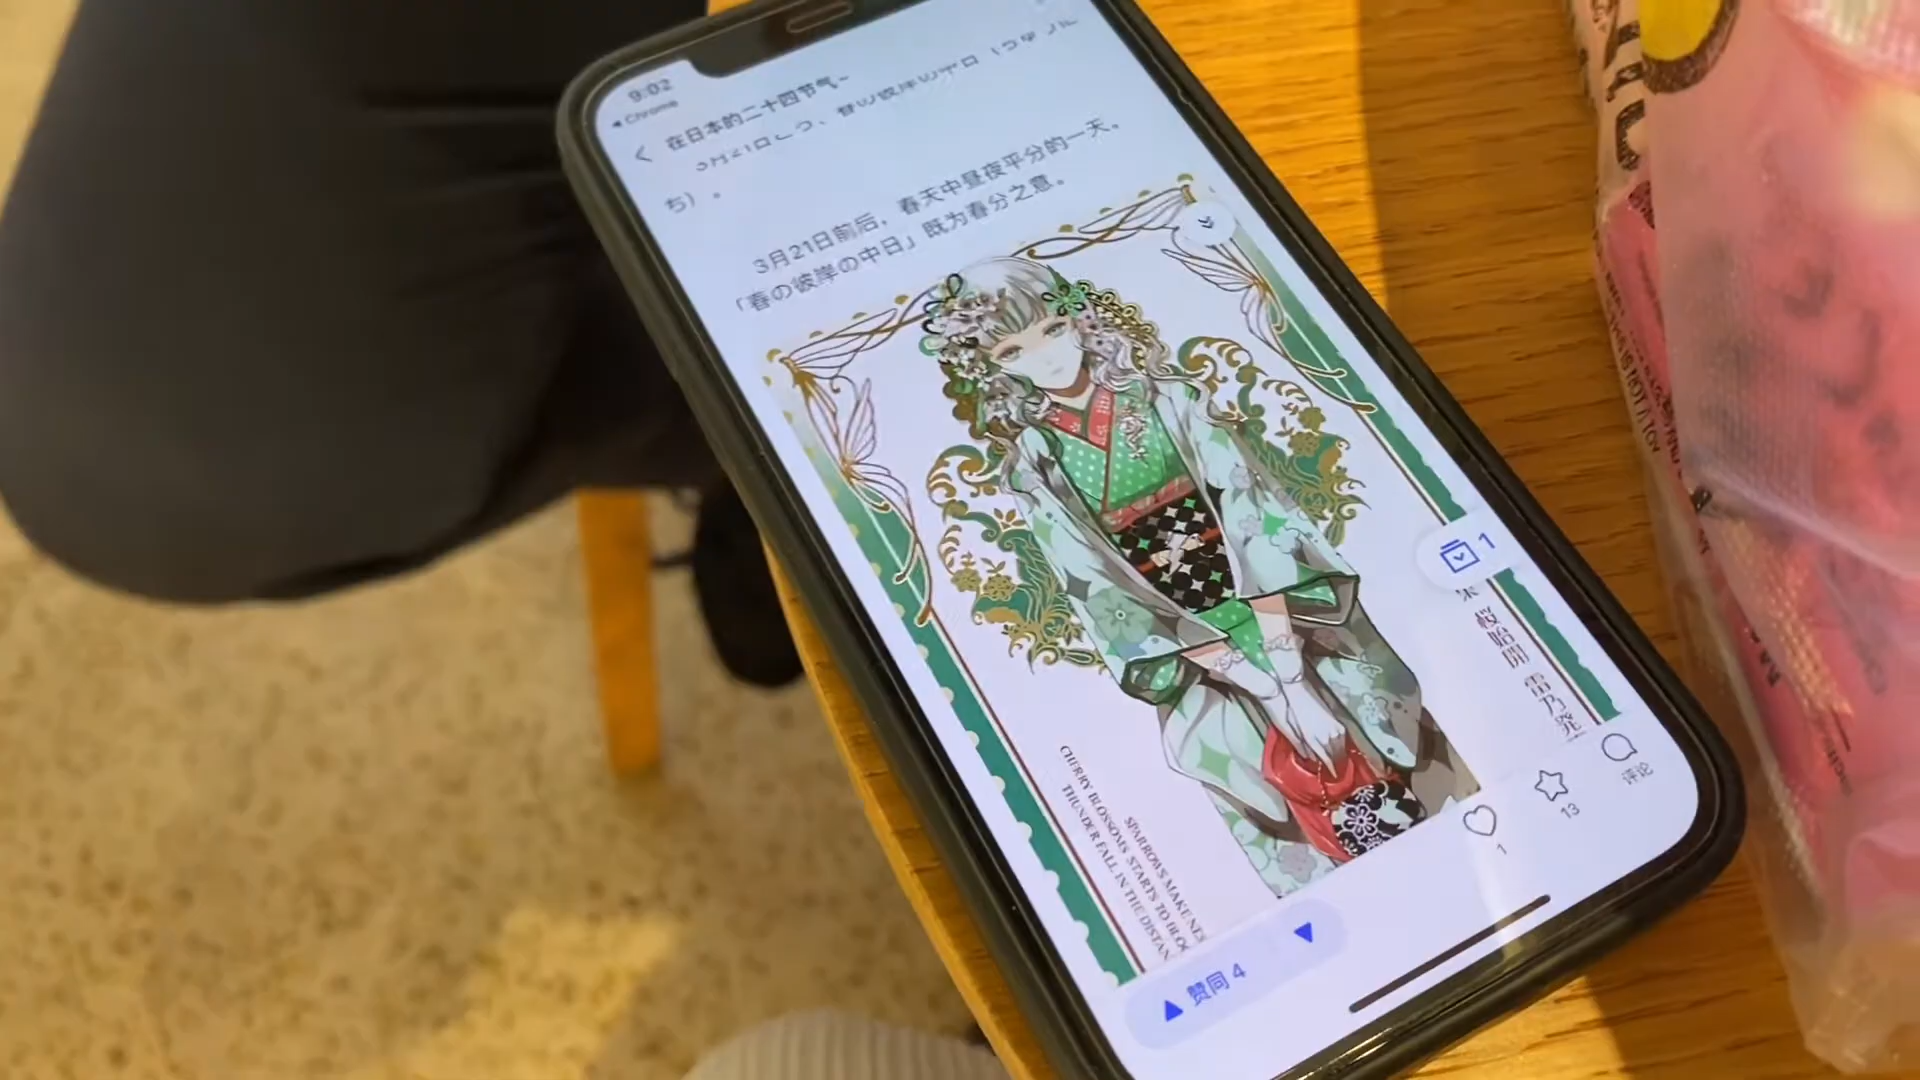 9:02
Chrome
在日本的二十四节气~
ち）。
3月21日前后，春天中昼夜平分的一天。
「春の彼岸の中日」既为春分之意。
1
桜始開 雷乃発
SPARROWS MAKE NES
CHERRY BLOSSOMS STARTS TO BLOO
THUNDER FALL IN THE DISTAN
赞同 4
1
13
评论